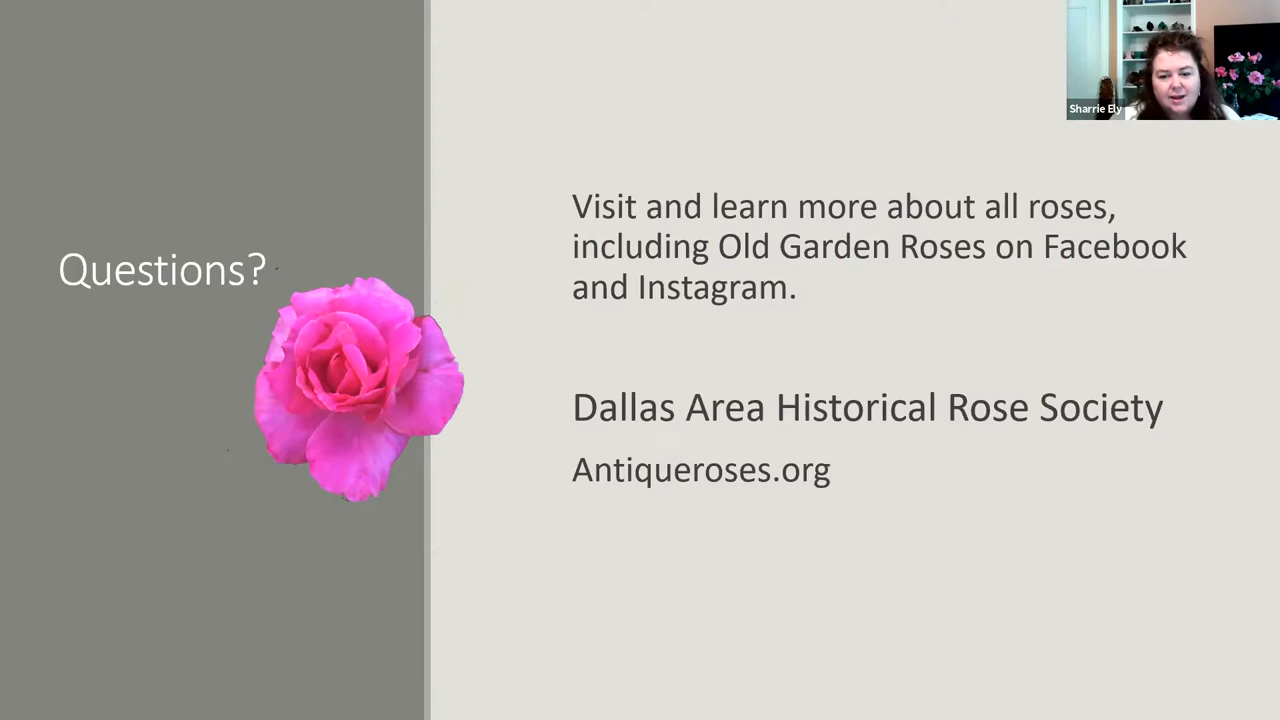 Sharrie Ely
Questions?
Visit and learn more about all roses,
including Old Garden Roses on Facebook
and Instagram.
Dallas Area Historical Rose Society
Antiqueroses.org